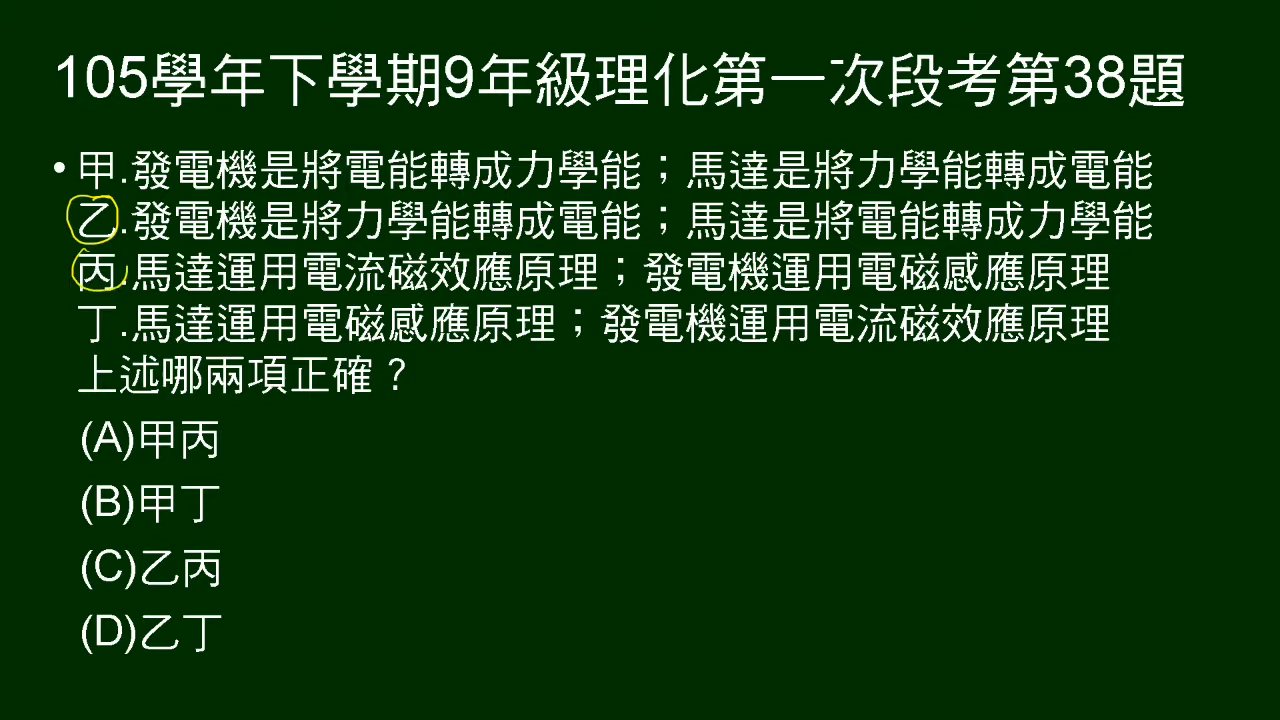 105學年下學期9年級理化第一次段考第38題
• 甲.發電機是將電能轉成力學能；馬達是將力學能轉成電能
乙.發電機是將力學能轉成電能；馬達是將電能轉成力學能
丙.馬達運用電流磁效應原理；發電機運用電磁感應原理
丁.馬達運用電磁感應原理；發電機運用電流磁效應原理
上述哪兩項正確？
(A)甲丙
(B)甲丁
(C)乙丙
(D)乙丁